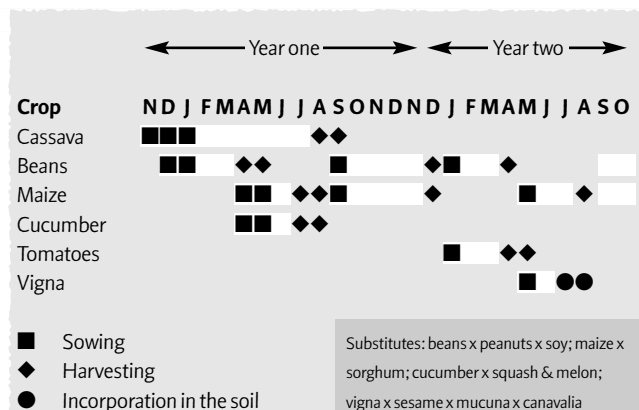 Year one Year two
Crop N D J F M A M J J A S O N D N D J F M A M J J A S O
Cassava
Beans
Maize
Cucumber
Tomatoes
Vigna
Sowing
Harvesting
Incorporation in the soil
Substitutes: beans x peanuts x soy; maize x
sorghum; cucumber x squash & melon;
vigna x sesame x mucuna x canavalia